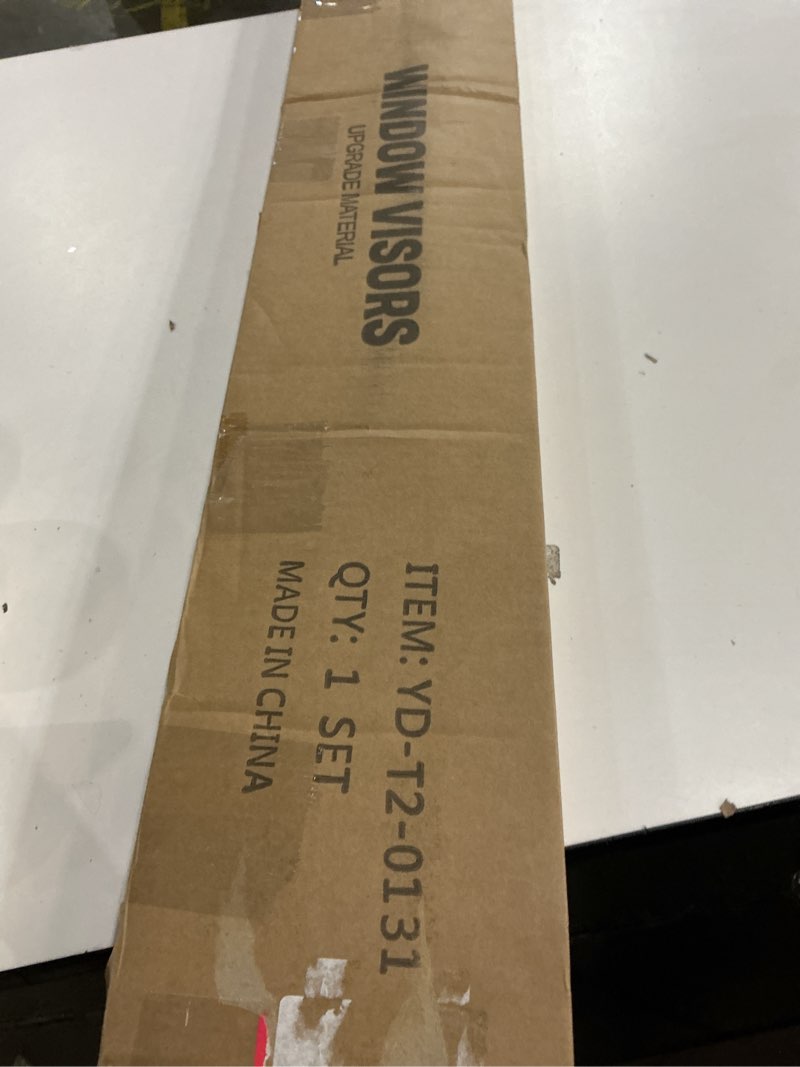 WINDOW VISORS
UPGRADE MATERIAL
ITEM: YD-T2-0131
QTY: 1 SET
MADE IN CHINA